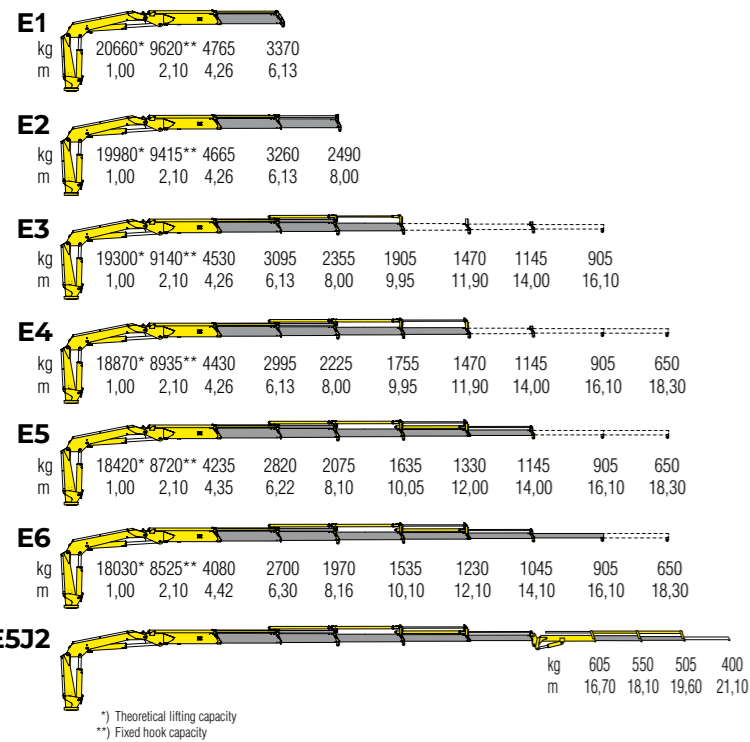 E1
kg 20660* 9620** 4765 3370
m 1,00 2,10 4,26 6,13
E2
kg 19980* 9415** 4665 3260 2490
m 1,00 2,10 4,26 6,13 8,00
E3
kg 19300* 9140** 4530 3095 2355 1905 1470 1145 905
m 1,00 2,10 4,26 6,13 8,00 9,95 11,90 14,00 16,10
E4
kg 18870* 8935** 4430 2995 2225 1755 1470 1145 905 650
m 1,00 2,10 4,26 6,13 8,00 9,95 11,90 14,00 16,10 18,30
E5
kg 18420* 8720** 4235 2820 2075 1635 1330 1145 905 650
m 1,00 2,10 4,35 6,22 8,10 10,05 12,00 14,00 16,10 18,30
E6
kg 18030* 8525** 4080 2700 1970 1535 1230 1045 905 650
m 1,00 2,10 4,42 6,30 8,16 10,10 12,10 14,10 16,10 18,30
E5J2
kg 605 550 505 400
m 16,70 18,10 19,60 21,10
*) Theoretical lifting capacity
**) Fixed hook capacity